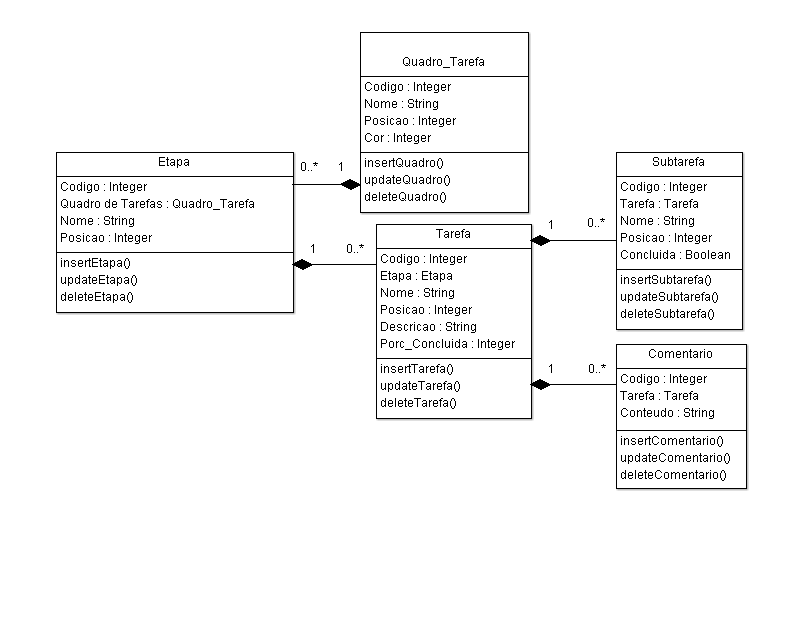 Quadro_Tarefa
Codigo : Integer
Nome : String
Posicao : Integer
Cor : Integer
insertQuadro()
updateQuadro()
deleteQuadro()
Etapa
Codigo : Integer
Quadro de Tarefas : Quadro_Tarefa
Nome : String
Posicao : Integer
insertEtapa()
updateEtapa()
deleteEtapa()
0..* 1
1 0..*
Tarefa
Codigo : Integer
Etapa : Etapa
Nome : String
Posicao : Integer
Descricao : String
Porc_Concluida : Integer
insertTarefa()
updateTarefa()
deleteTarefa()
1 0..*
1 0..*
Subtarefa
Codigo : Integer
Tarefa : Tarefa
Nome : String
Posicao : Integer
Concluida : Boolean
insertSubtarefa()
updateSubtarefa()
deleteSubtarefa()
Comentario
Codigo : Integer
Tarefa : Tarefa
Conteudo : String
insertComentario()
updateComentario()
deleteComentario()